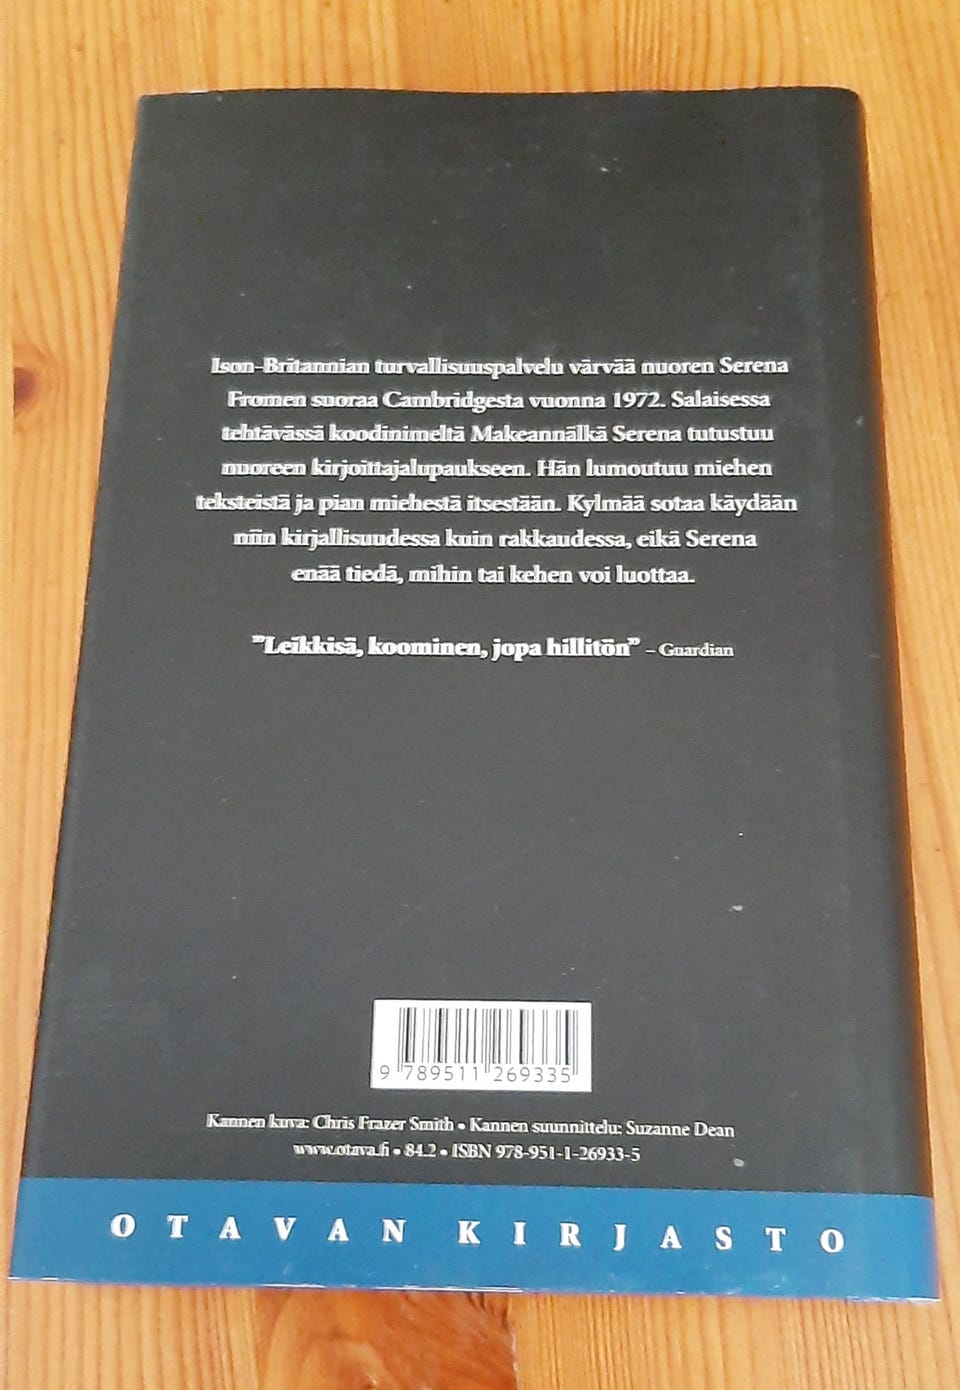 Ison-Britannian turvallisuuspalvelu värvää nuoren Serena
Fromen suoraa Cambridgesta vuonna 1972. Salaisessa
tehtävässä koodinimeltä Makeannälkä Serena tutustuu
nuoreen kirjoittajalupaukseen. Hän lumoutuu miehen
teksteistä ja pian miehestä itsestään. Kylmää sotaa käydään
niin kirjallisuudessa kuin rakkaudessa, eikä Serena
enää tiedä, mihin tai kehen voi luottaa.
”Leikkisä, koominen, jopa hillitön” – Guardian
9 789511 269335
Kannen kuva: Chris Frazer Smith • Kannen suunnittelu: Suzanne Dean
www.otava.fi • 84.2 • ISBN 978-951-1-26933-5
OTAVAN KIRJASTO